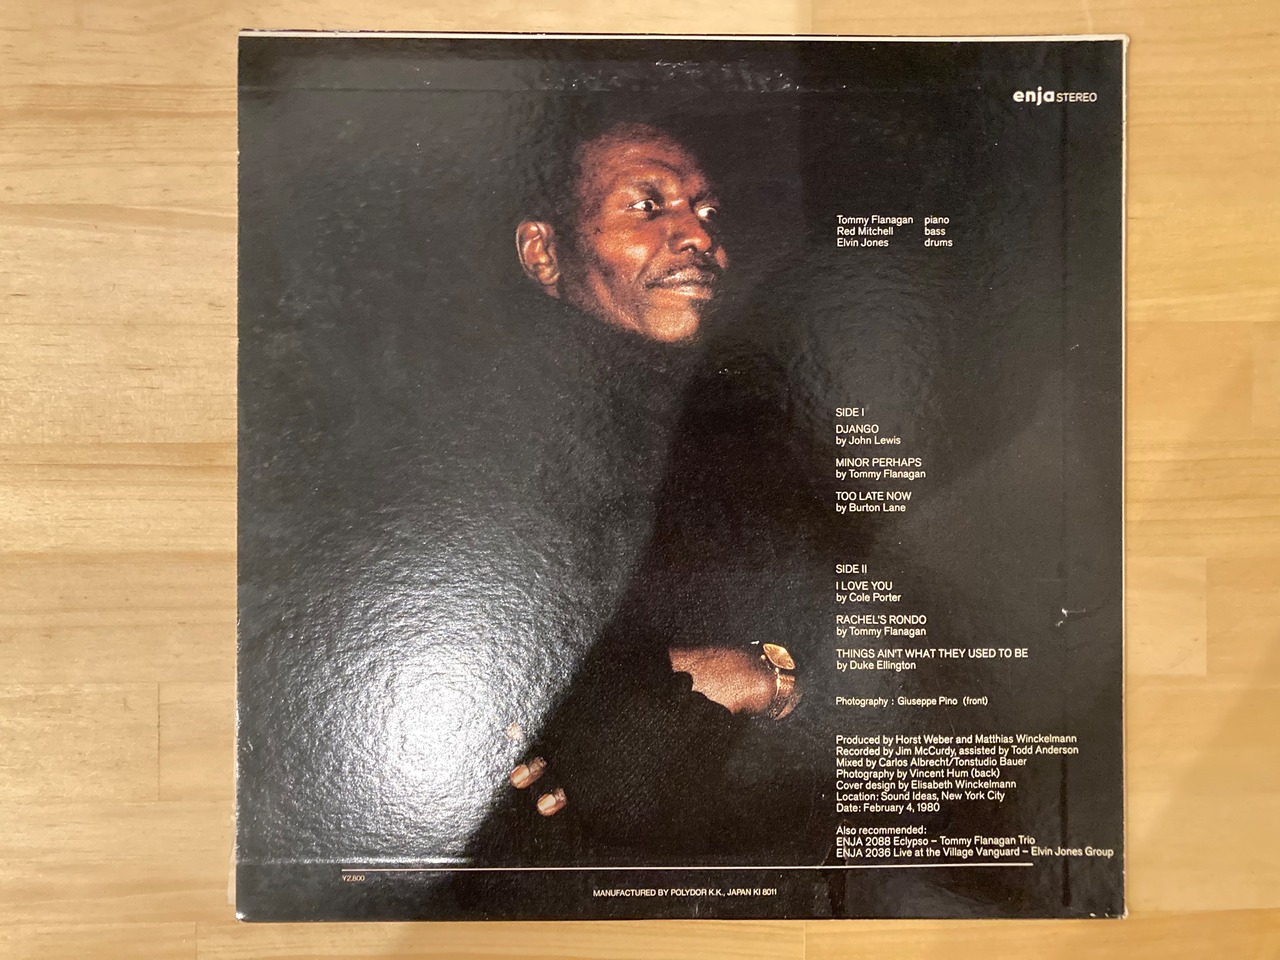 enja STEREO
Tommy Flanagan piano
Red Mitchell bass
Elvin Jones drums
SIDE I
DJANGO
by John Lewis
MINOR PERHAPS
by Tommy Flanagan
TOO LATE NOW
by Burton Lane
SIDE II
I LOVE YOU
by Cole Porter
RACHEL'S RONDO
by Tommy Flanagan
THINGS AIN'T WHAT THEY USED TO BE
by Duke Ellington
Photography : Giuseppe Pino (front)
Produced by Horst Weber and Matthias Winckelmann
Recorded by Jim McCurdy, assisted by Todd Anderson
Mixed by Carlos Albrecht/Tonstudio Bauer
Photography by Vincent Hum (back)
Cover design by Elisabeth Winckelmann
Location: Sound Ideas, New York City
Date: February 4, 1980
Also recommended:
ENJA 2088 Eclypso – Tommy Flanagan Trio
ENJA 2036 Live at the Village Vanguard – Elvin Jones Group
¥2,800
MANUFACTURED BY POLYDOR K.K., JAPAN KI 8011